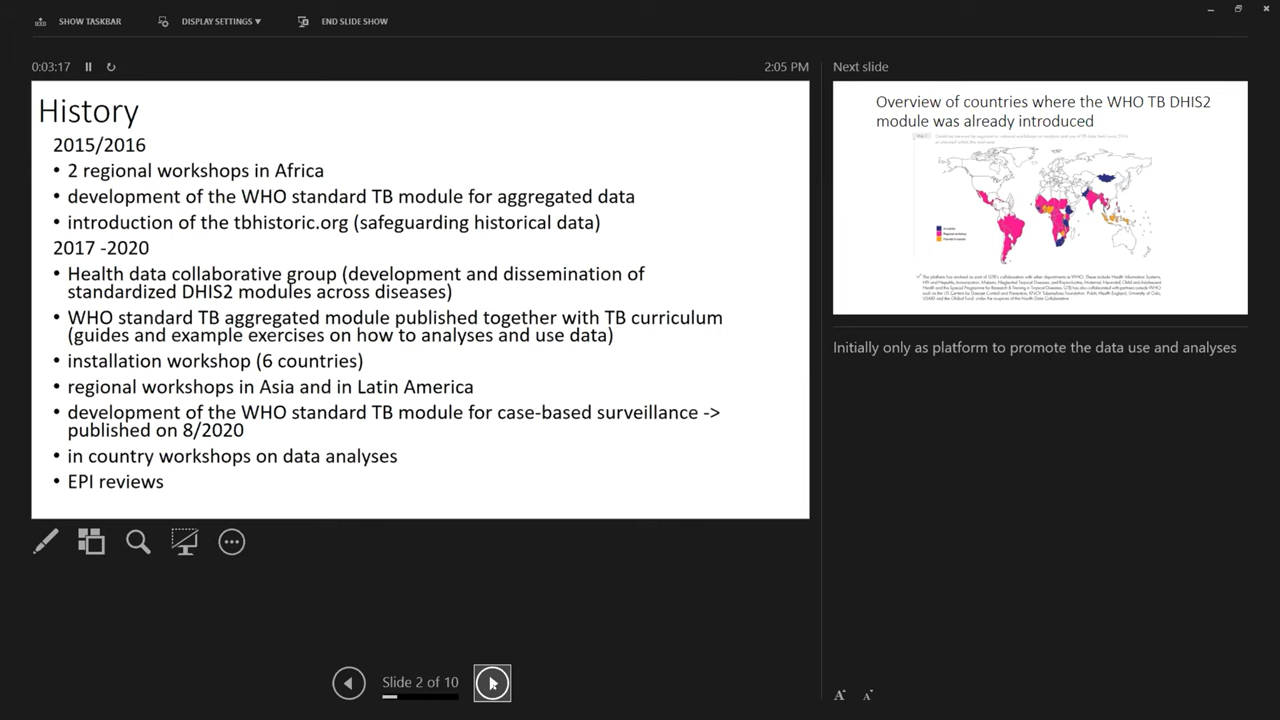 SHOW TASKBAR
DISPLAY SETTINGS
END SLIDE SHOW
0:03:17
2:05 PM
History
2015/2016
• 2 regional workshops in Africa
• development of the WHO standard TB module for aggregated data
• introduction of the tbhistoric.org (safeguarding historical data)
2017 -2020
• Health data collaborative group (development and dissemination of
standardized DHIS2 modules across diseases)
• WHO standard TB aggregated module published together with TB curriculum
(guides and example exercises on how to analyses and use data)
• installation workshop (6 countries)
• regional workshops in Asia and in Latin America
• development of the WHO standard TB module for case-based surveillance ->
published on 8/2020
• in country workshops on data analyses
• EPI reviews
Slide 2 of 10
Next slide
Overview of countries where the WHO TB DHIS2
module was already introduced
Initially only as platform to promote the data use and analyses
A
A